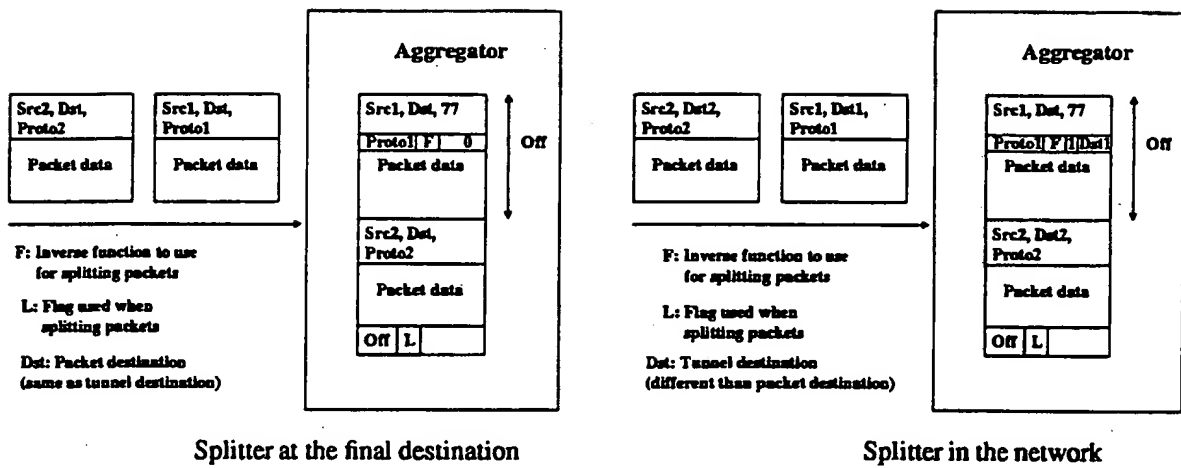 Aggregator
Src2, Dst,
Proto2
Packet data
Src1, Dst,
Proto1
Packet data
Src1, Dst, 77
Proto1 F 0
Packet data
Off
Src2, Dst,
Proto2
Packet data
Off L
F: Inverse function to use
for splitting packets
L: Flag used when
splitting packets
Dst: Packet destination
(same as tunnel destination)
Splitter at the final destination
Aggregator
Src2, Dst2,
Proto2
Packet data
Src1, Dst1,
Proto1
Packet data
Src1, Dst, 77
Proto1 F 1 Dst1
Packet data
Off
Src2, Dst2,
Proto2
Packet data
Off L
F: Inverse function to use
for splitting packets
L: Flag used when
splitting packets
Dst: Tunnel destination
(different than packet destination)
Splitter in the network